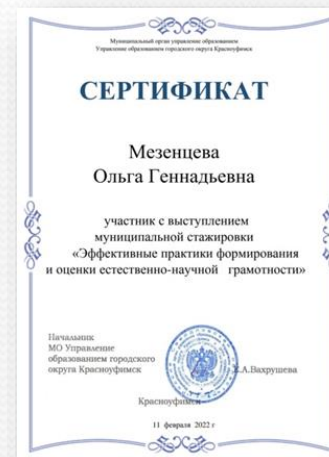 Муниципальный орган управление образованием
Управление образованием городского округа Красноуфимск
СЕРТИФИКАТ
Мезенцева
Ольга Геннадьевна
участник с выступлением
муниципальной стажировки
«Эффективные практики формирования
и оценки естественно-научной грамотности»
Начальник
МО Управление
образованием городского
округа Красноуфимск
А.Вахрушева
Красноуфимск
11 февраля 2022 г